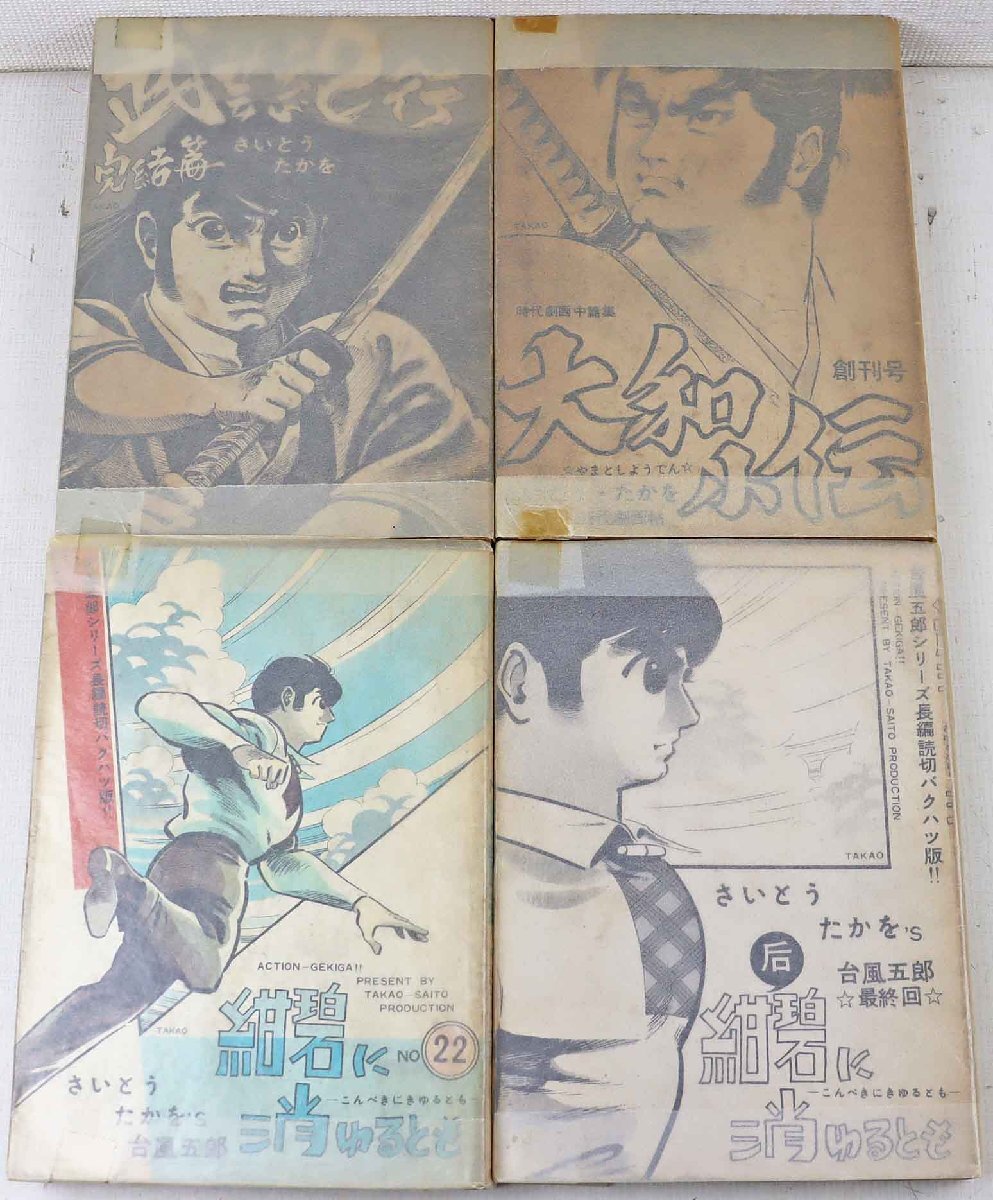 完結篇
さいとう
たかを
TAKAO
時代劇画中篇集
創刊号
大和小伝
☆やまとしようでん☆
たかを
シリーズ長編読切バクハツ版!!
ACTION-GEKIGA!!
PRESENT BY
TAKAO-SAITO
PRODUCTION
TAKAO
紺碧に
NO 22
さいとう
たかを'S
台風五郎
―こんぺきにきゆるとも―
消ゆるとも
台風五郎シリーズ長編読切バクハツ版!!
PRESENT BY TAKAO-SAITO PRODUCTION
TAKAO
さいとう
たかを'S
后
台風五郎
☆最終回☆
紺碧に
―こんぺきにきゆるとも―
消ゆるとも